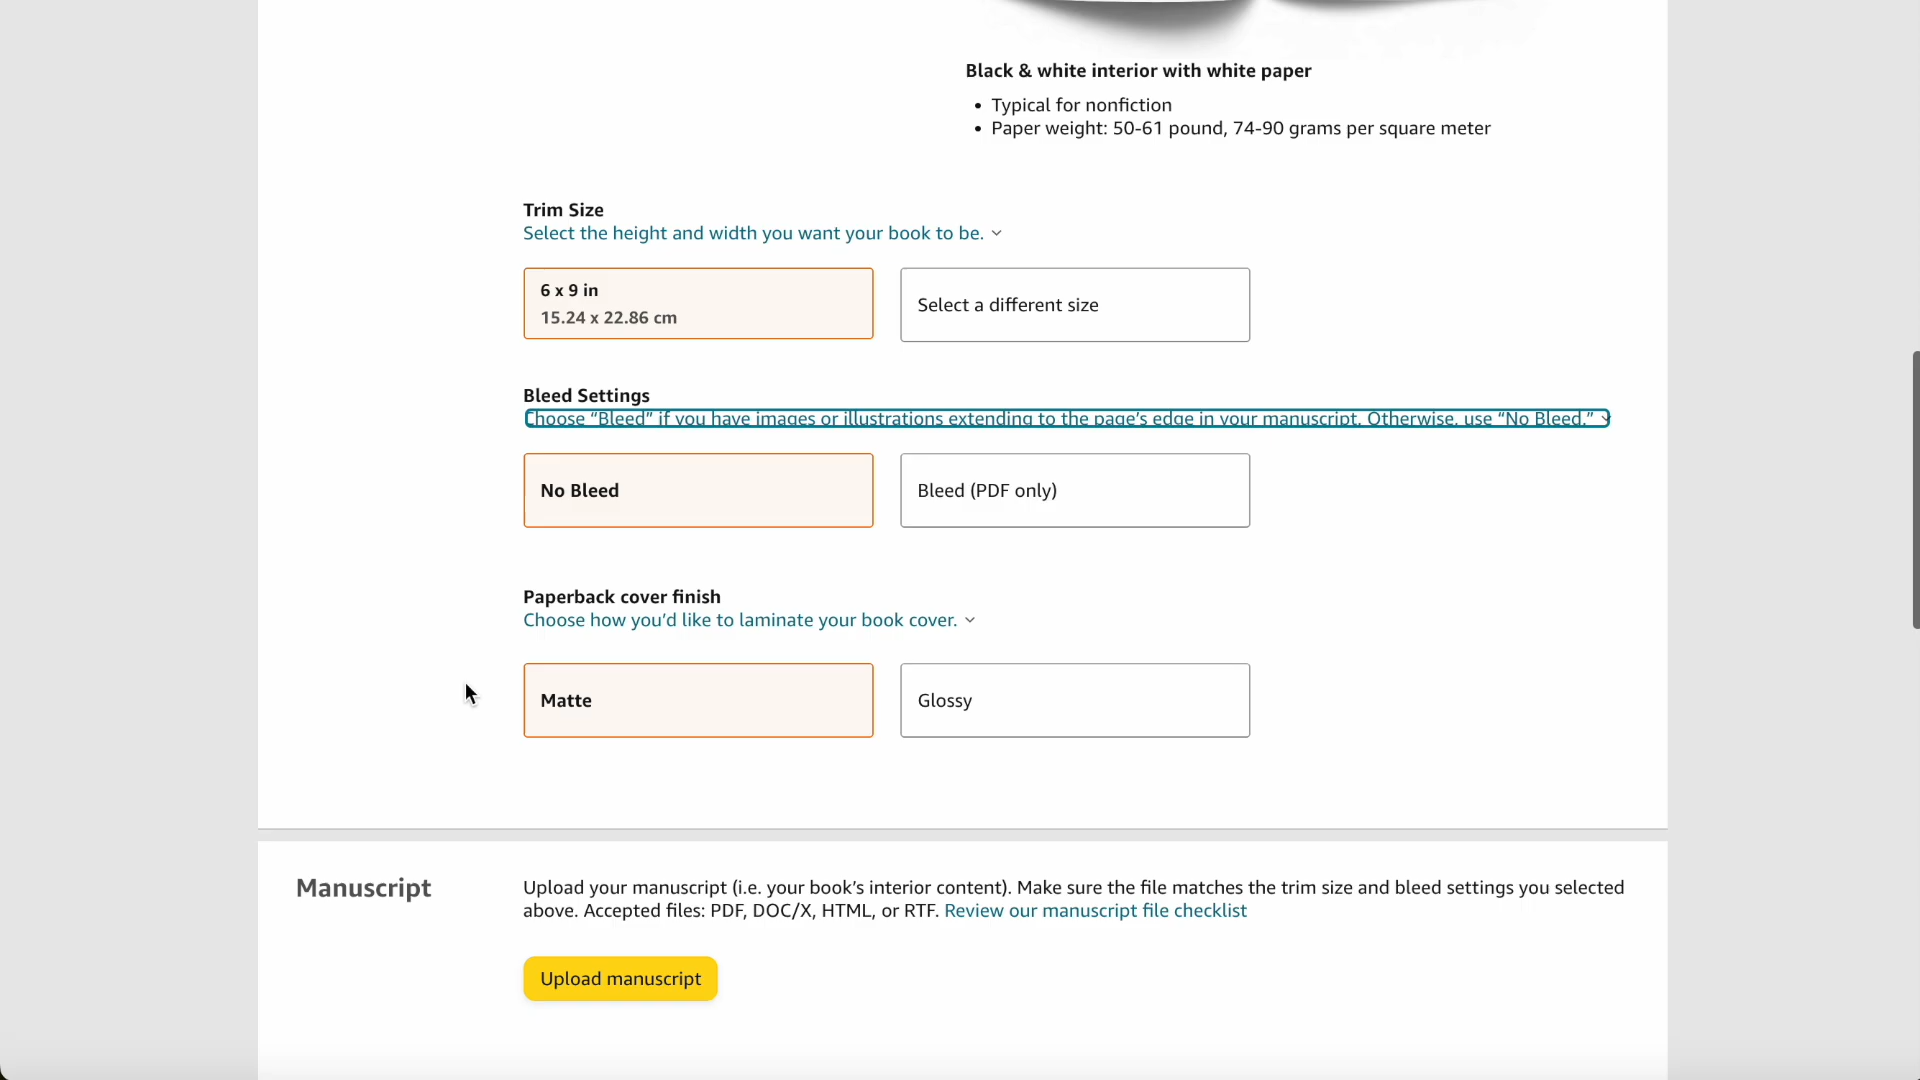 Black & white interior with white paper
• Typical for nonfiction
• Paper weight: 50-61 pound, 74-90 grams per square meter
Trim Size
Select the height and width you want your book to be.
6 x 9 in
15.24 x 22.86 cm
Select a different size
Bleed Settings
Choose “Bleed” if you have images or illustrations extending to the page’s edge in your manuscript. Otherwise, use “No Bleed.”
No Bleed
Bleed (PDF only)
Paperback cover finish
Choose how you’d like to laminate your book cover.
Matte
Glossy
Manuscript
Upload your manuscript (i.e. your book’s interior content). Make sure the file matches the trim size and bleed settings you selected
above. Accepted files: PDF, DOC/X, HTML, or RTF. Review our manuscript file checklist
Upload manuscript